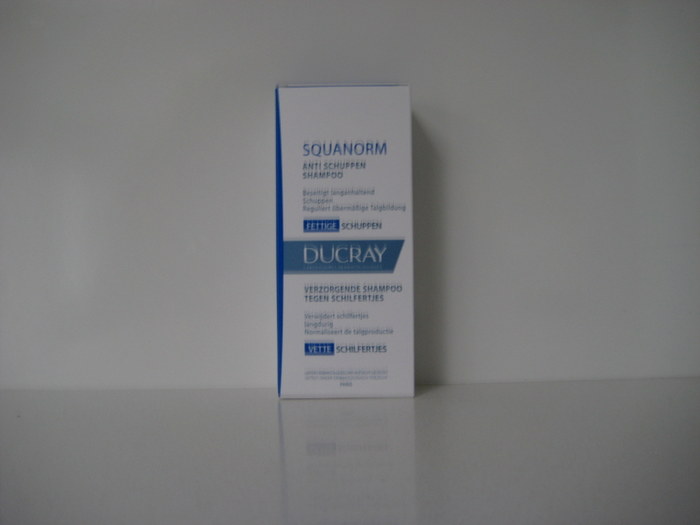 SQUANORM
ANTI SCHUPPEN
SHAMPOO
Beseitigt langanhaltend
Schuppen
Reguliert übermäßige Talgbildung
FETTIGE SCHUPPEN
DUCRAY
VERZORGENDE SHAMPOO
TEGEN SCHILFERTJES
Verwijdert schilfertjes
langdurig
Normaliseert de talgproductie
VETTE SCHILFERTJES
PARIS